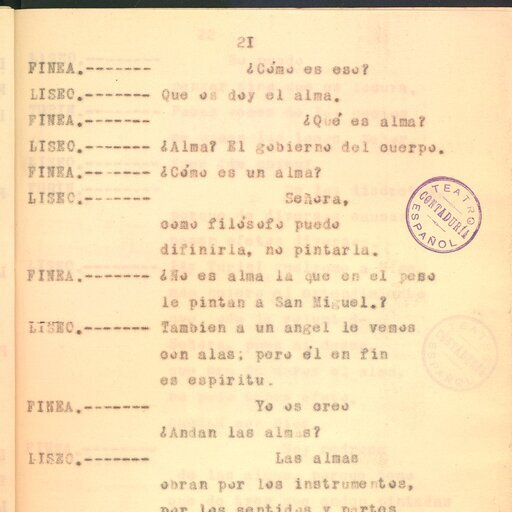 21
FINEA.------- ¿Cómo es eso?
LISEO.------- Que os doy el alma.
FINEA.------- ¿Qué es alma?
LISEO.------- ¿Alma? El gobierno del cuerpo.
FINEA.------- ¿Cómo es un alma?
LISEO.------- Señora,
como filósofo puedo
difinirla, no pintarla.
FINEA.------- ¿No es alma la que en el peso
le pintan a San Miguel.?
LISEO.------- Tambien a un angel le vemos
con alas; pero él en fin
es espíritu.
FINEA.------- Yo os creo
¿Andan las almas?
LISEO.------- Las almas
obran por los instrumentos,
por los sentidos y partes
TEATRO
CONTADURÍA
ESPAÑOL